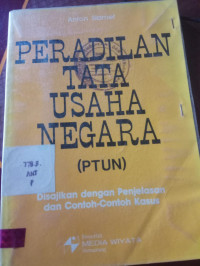 PERADILAN
TATA
USAHA
NEGARA
(PTUN)
Disajikan dengan Penjelasan
dan Contoh-Contoh Kasus
MEDIA WIYATA